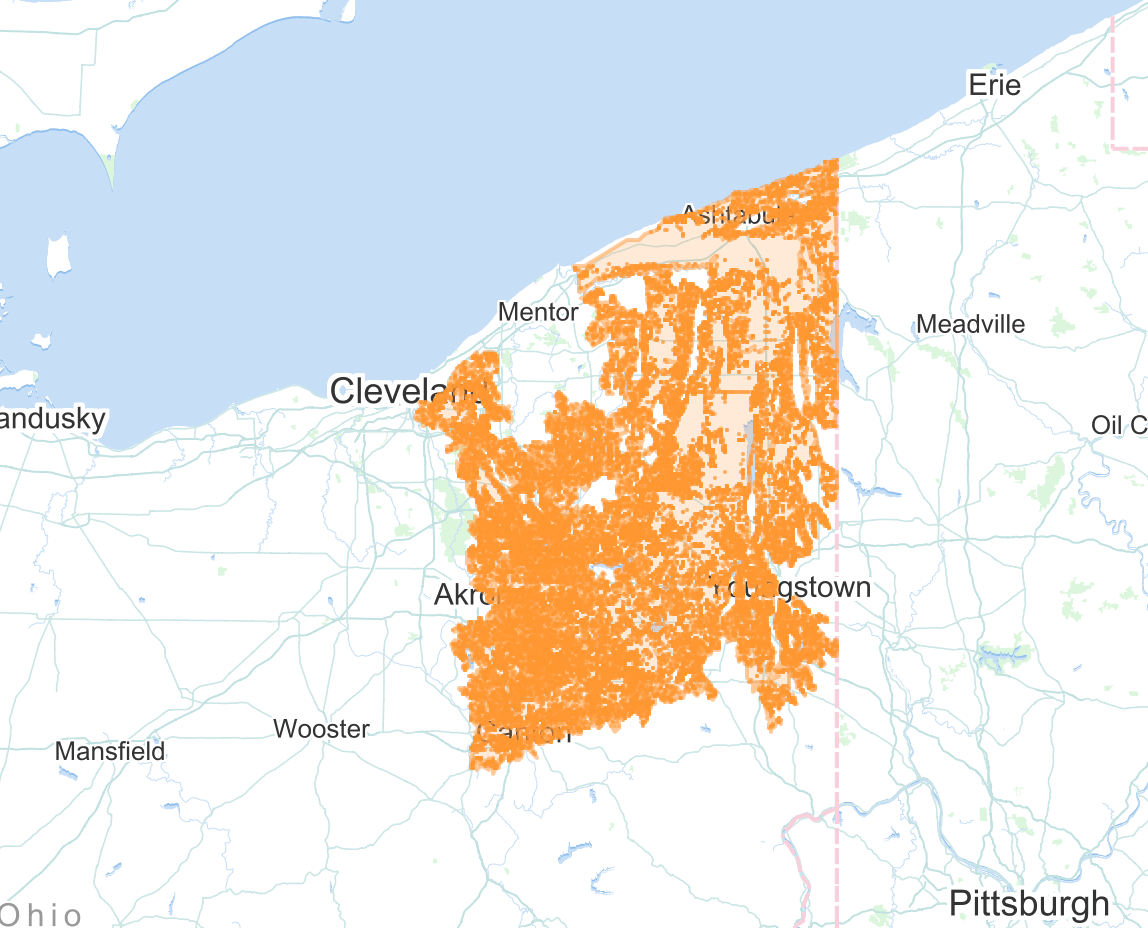 Erie
Ashtabula
Mentor
Meadville
Cleveland
andusky
Oil C
Youngstown
Akron
Wooster
Canton
Mansfield
Ohio
Pittsburgh